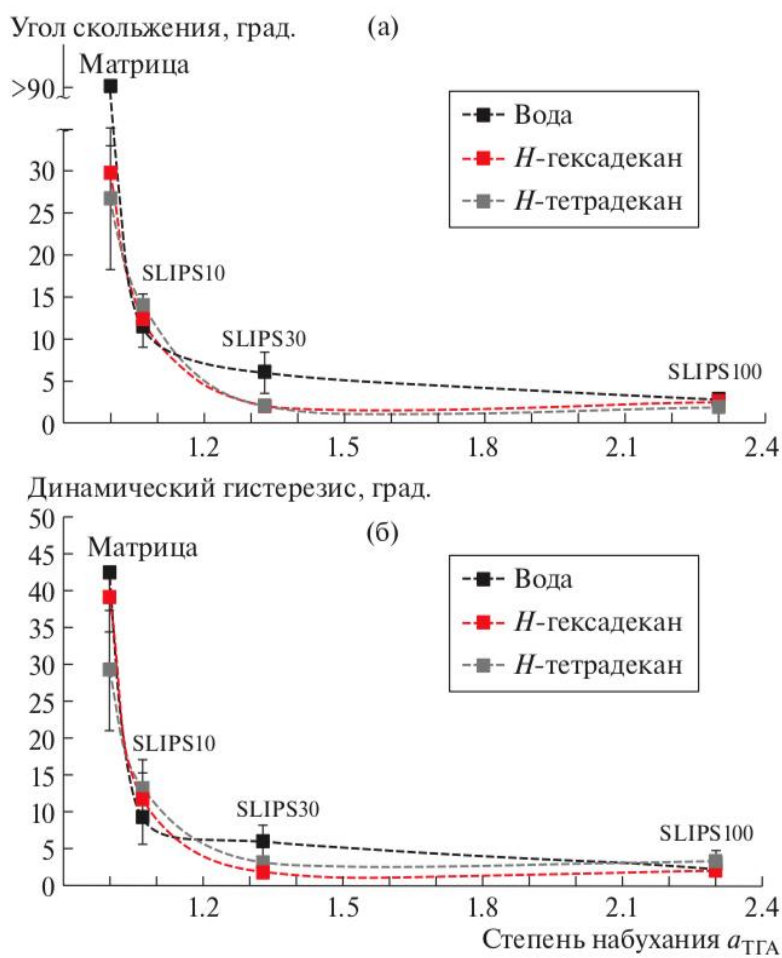 Угол скольжения, град.
(а)
Матрица
>90
30
25
20
15
10
5
0
Вода
Н-гексадекан
Н-тетрадекан
SLIPS10
SLIPS30
SLIPS100
1.2 1.5 1.8 2.1 2.4
Динамический гистерезис, град.
(б)
Матрица
50
45
40
35
30
25
20
15
10
5
0
Вода
Н-гексадекан
Н-тетрадекан
SLIPS10
SLIPS30
SLIPS100
1.2 1.5 1.8 2.1 2.4
Степень набухания aТГА